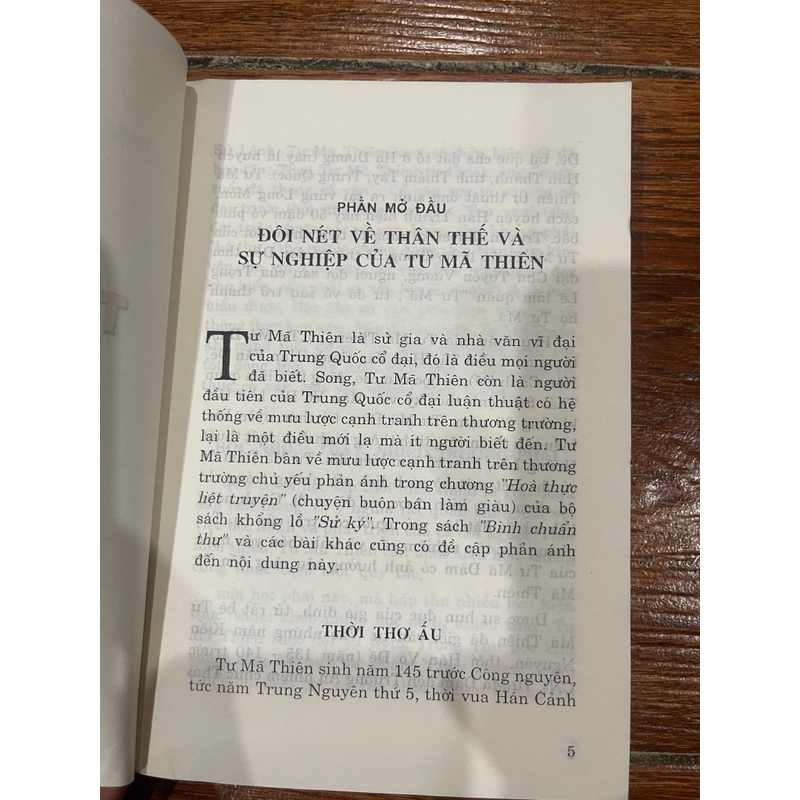 PHẦN MỞ ĐẦU
ĐÔI NÉT VỀ THÂN THẾ VÀ
SỰ NGHIỆP CỦA TƯ MÃ THIÊN
Tư Mã Thiên là sử gia và nhà văn vĩ đại
của Trung Quốc cổ đại, đó là điều mọi người
đã biết. Song, Tư Mã Thiên còn là người
đầu tiên của Trung Quốc cổ đại luận thuật có hệ
thống về mưu lược cạnh tranh trên thương trường,
lại là một điều mới lạ mà ít người biết đến. Tư
Mã Thiên bàn về mưu lược cạnh tranh trên thương
trường chủ yếu phản ánh trong chương "Hoà thực
liệt truyện" (chuyện buôn bán làm giàu) của bộ
sách khổng lồ "Sử ký". Trong sách "Bình chuẩn
thư" và các bài khác cũng có đề cập phản ánh
đến nội dung này.
THỜI THƠ ẤU
Tư Mã Thiên sinh năm 145 trước Công nguyên,
tức năm Trung Nguyên thứ 5, thời vua Hán Cảnh
5